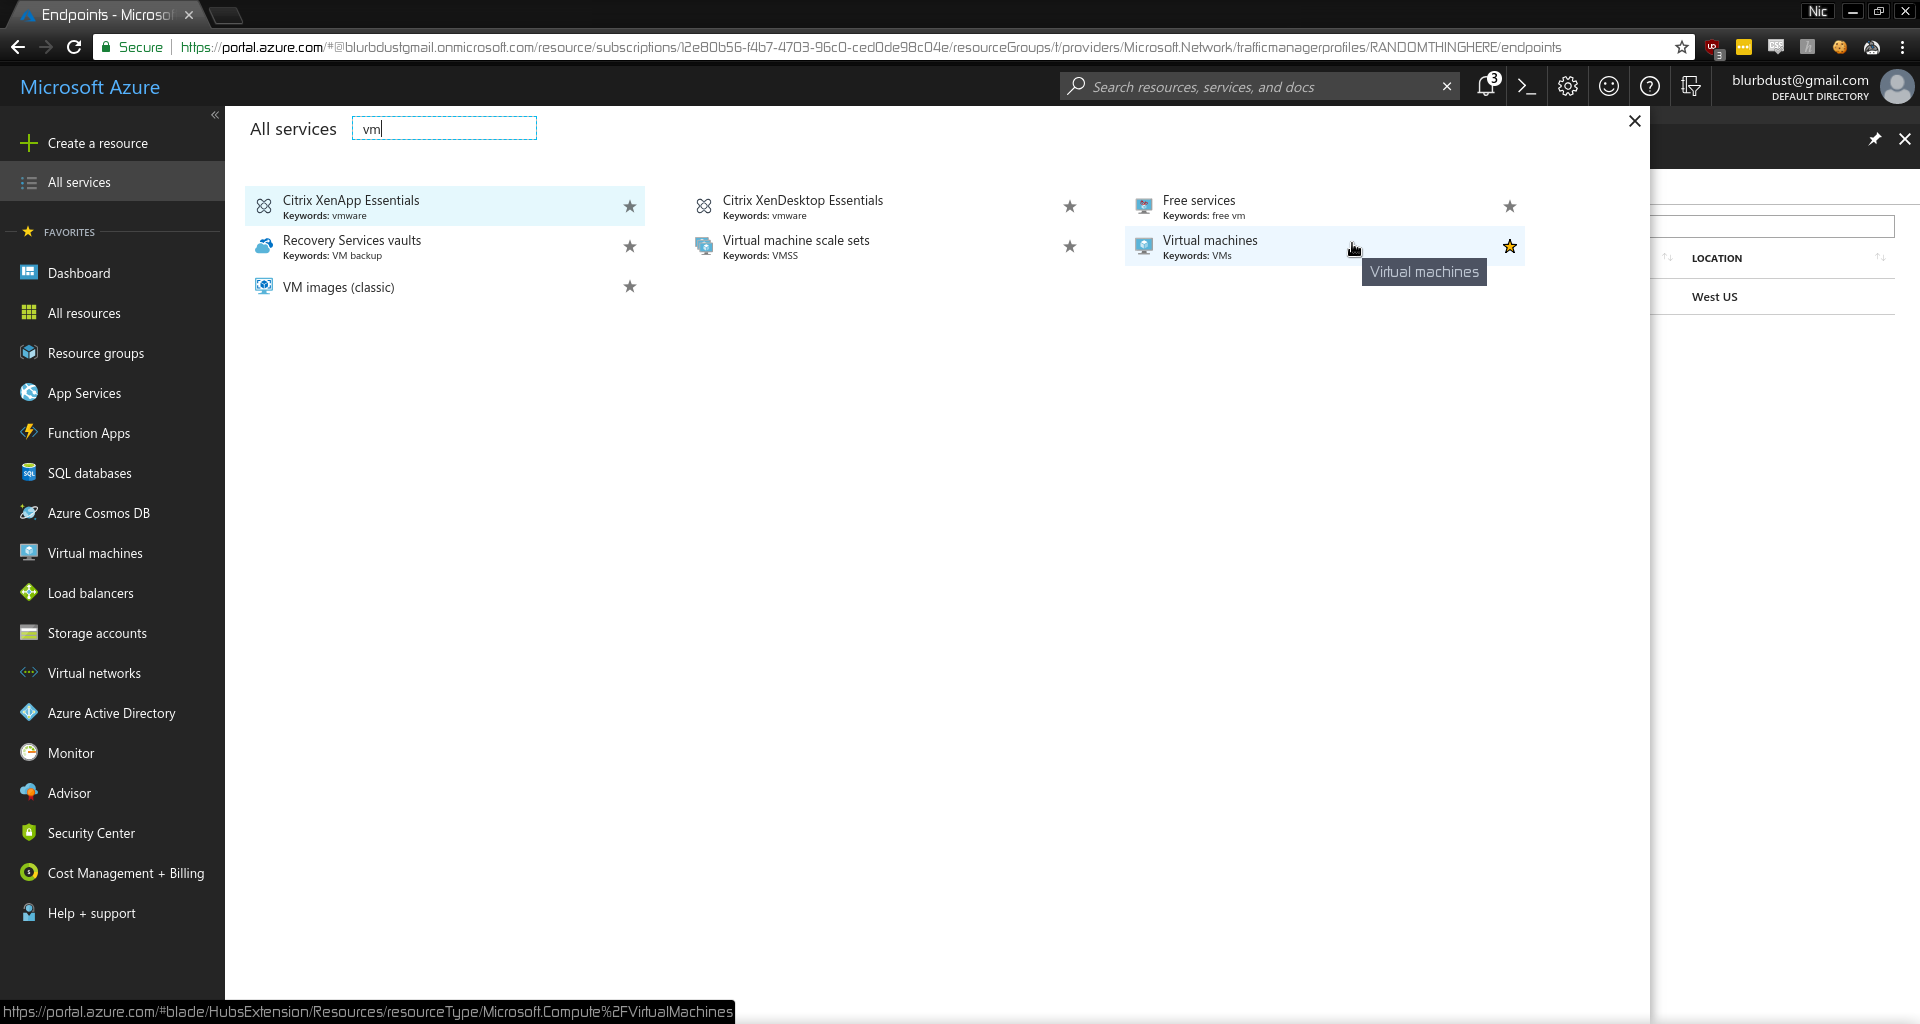 Endpoints - Microso
Nic
Secure
https://portal.azure.com/#@blurbdustgmail.onmicrosoft.com/resource/subscriptions/12e80b56-f4b7-4703-96c0-ced0de98c04e/resourceGroups/f/providers/Microsoft.Network/trafficmanagerprofiles/RANDOMTHINGHERE/endpoints
3
Microsoft Azure
Search resources, services, and docs
3
blurbdust@gmail.com
DEFAULT DIRECTORY
Create a resource
All services
FAVORITES
Dashboard
All resources
Resource groups
App Services
Function Apps
SQL databases
Azure Cosmos DB
Virtual machines
Load balancers
Storage accounts
Virtual networks
Azure Active Directory
Monitor
Advisor
Security Center
Cost Management + Billing
Help + support
All services
vm
Citrix XenApp Essentials
Keywords: vmware
Citrix XenDesktop Essentials
Keywords: vmware
Free services
Keywords: free vm
Recovery Services vaults
Keywords: VM backup
Virtual machine scale sets
Keywords: VMSS
Virtual machines
Keywords: VMs
Virtual machines
VM images (classic)
LOCATION
West US
https://portal.azure.com/#blade/HubsExtension/Resources/resourceType/Microsoft.Compute%2FVirtualMachines